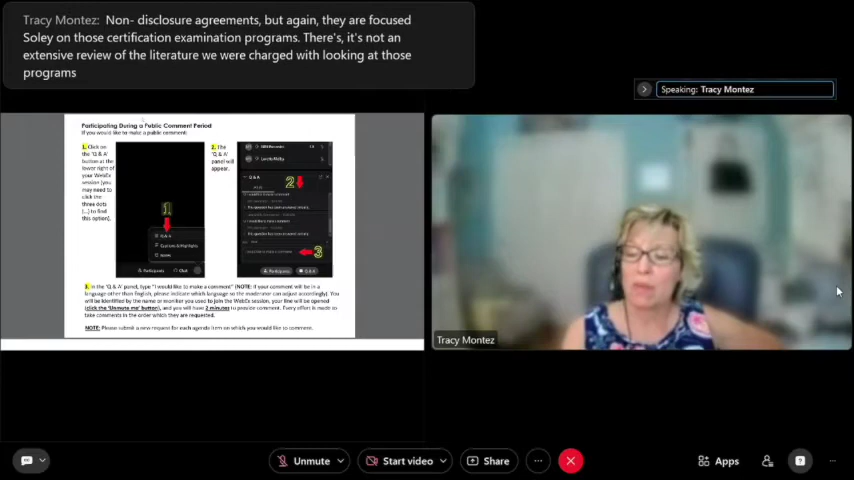 Tracy Montez: Non- disclosure agreements, but again, they are focused
Soley on those certification examination programs. There's, it's not an
extensive review of the literature we were charged with looking at those
programs
Speaking: Tracy Montez
Participating During a Public Comment Period
If you would like to make a public comment:
1. Click on
the 'Q & A'
button at the
lower right of
your WebEx
session (you
may need to
click the
three dots
(...) to find
this option).
1
Q & A
Participants
Chat
2. The
'Q & A'
panel will
appear.
Q & A
2
3
Participants
Q & A
3. In the 'Q & A' panel, type "I would like to make a comment" (NOTE: if your comment will be in a
language other than English, please indicate which language so the moderator can adjust accordingly). You
will be identified by the name or moniker you used to join the WebEx session, your line will be opened
(click the 'Unmute me' button), and you will have 2 minutes to provide comment. Every effort is made to
take comments in the order which they are requested.
NOTE: Please submit a new request for each agenda item on which you would like to comment.
Tracy Montez
Unmute
Start video
Share
Apps